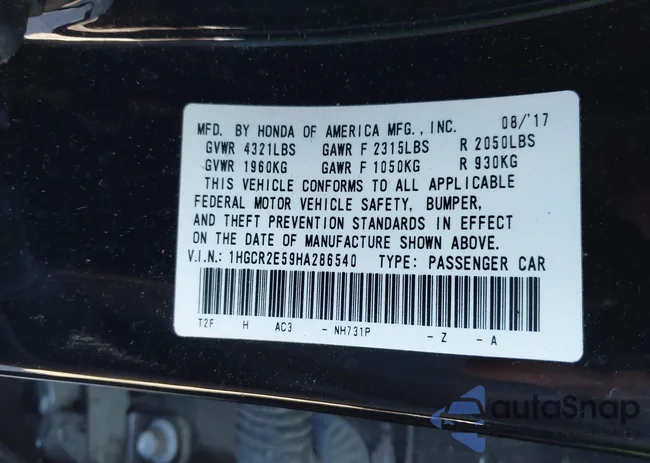 MFD. BY HONDA OF AMERICA MFG., INC. 08/'17
GVWR 4321LBS GAWR F 2315LBS R 2050LBS
GVWR 1960KG GAWR F 1050KG R 930KG
THIS VEHICLE CONFORMS TO ALL APPLICABLE
FEDERAL MOTOR VEHICLE SAFETY, BUMPER,
AND THEFT PREVENTION STANDARDS IN EFFECT
ON THE DATE OF MANUFACTURE SHOWN ABOVE.
V.I.N.: 1HGCR2E59HA286540 TYPE: PASSENGER CAR
T2F H AC3 - NH731P - Z - A
autoSnap